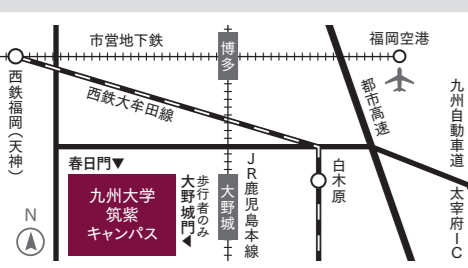 市営地下鉄
博多
福岡空港
西鉄福岡(天神)
西鉄大牟田線
都市高速
九州自動車道
太宰府IC
春日門▼
九州大学
筑紫
キャンパス
歩行者のみ
大野城門▼
大野城
JR鹿児島本線
白木原
N